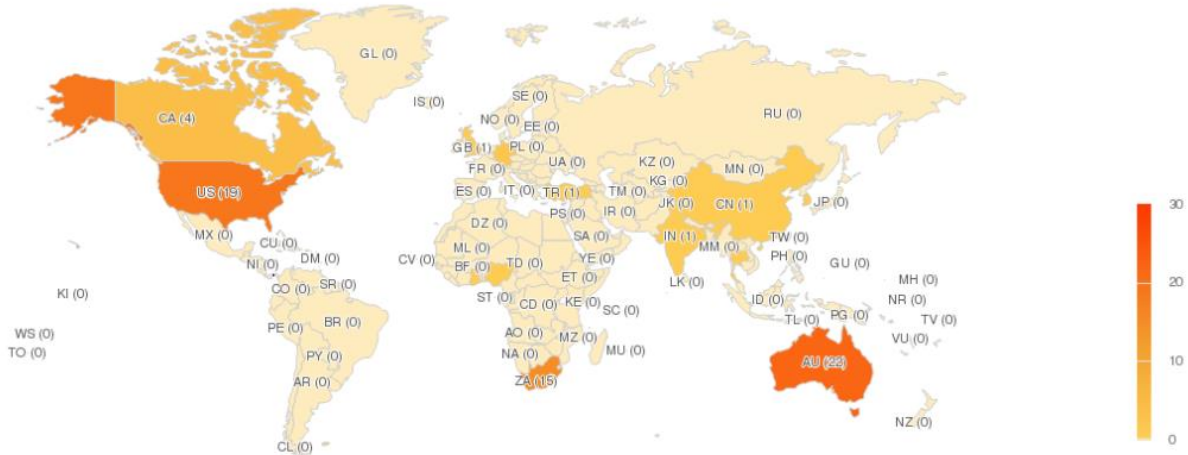 GL (0)
IS (0)
SE (0)
RU (0)
NO (0)
EE (0)
CA (4)
GB (1)
PL (0)
FR (0)
UA (0)
KZ (0)
MN (0)
KG (0)
US (19)
ES (0)
IT (0)
TR (1)
TM (0)
JK (0)
CN (1)
JP (0)
PS (0)
IR (0)
30
DZ (0)
MX (0)
CU (0)
SA (0)
IN (1)
MM (0)
TW (0)
ML (0)
DM (0)
CV (0)
BF (0)
TD (0)
YE (0)
PH (0)
GU (0)
NI (0)
CO (0)
SR (0)
ET (0)
LK (0)
MH (0)
20
KI (0)
ST (0)
CD (0)
KE (0)
SC (0)
ID (0)
NR (0)
PE (0)
BR (0)
TL (0)
PG (0)
TV (0)
WS (0)
AO (0)
MZ (0)
VU (0)
TO (0)
PY (0)
NA (0)
MU (0)
AU (22)
10
AR (0)
ZA (15)
NZ (0)
CL (0)
0